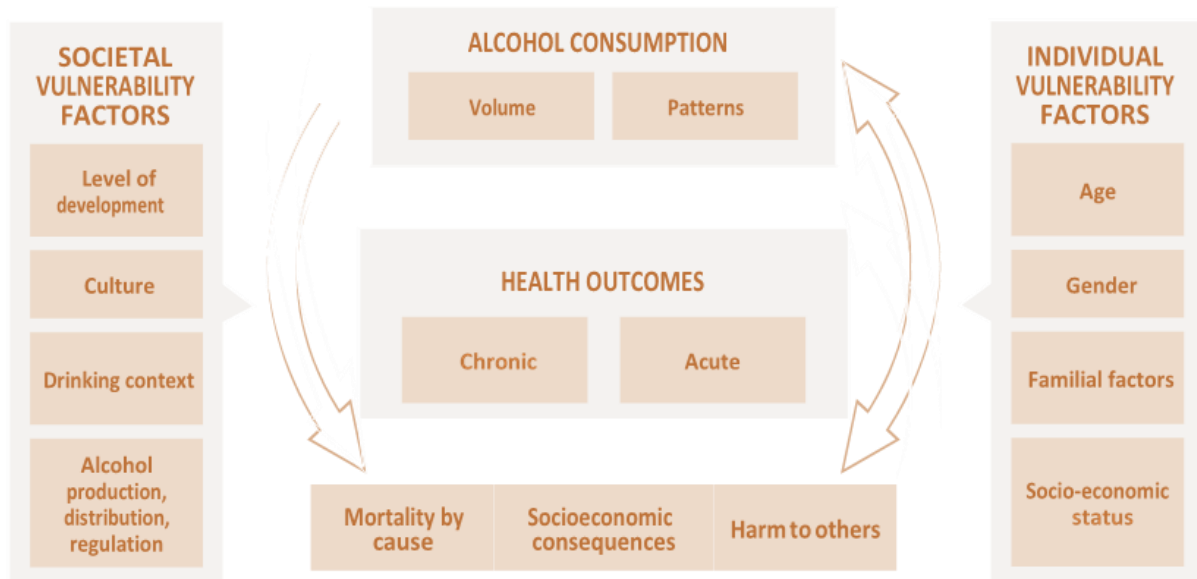 SOCIETAL
VULNERABILITY
FACTORS
Level of
development
Culture
Drinking context
Alcohol
production,
distribution,
regulation
ALCOHOL CONSUMPTION
Volume
Patterns
HEALTH OUTCOMES
Chronic
Acute
Mortality by
cause
Socioeconomic
consequences
Harm to others
INDIVIDUAL
VULNERABILITY
FACTORS
Age
Gender
Familial factors
Socio-economic
status